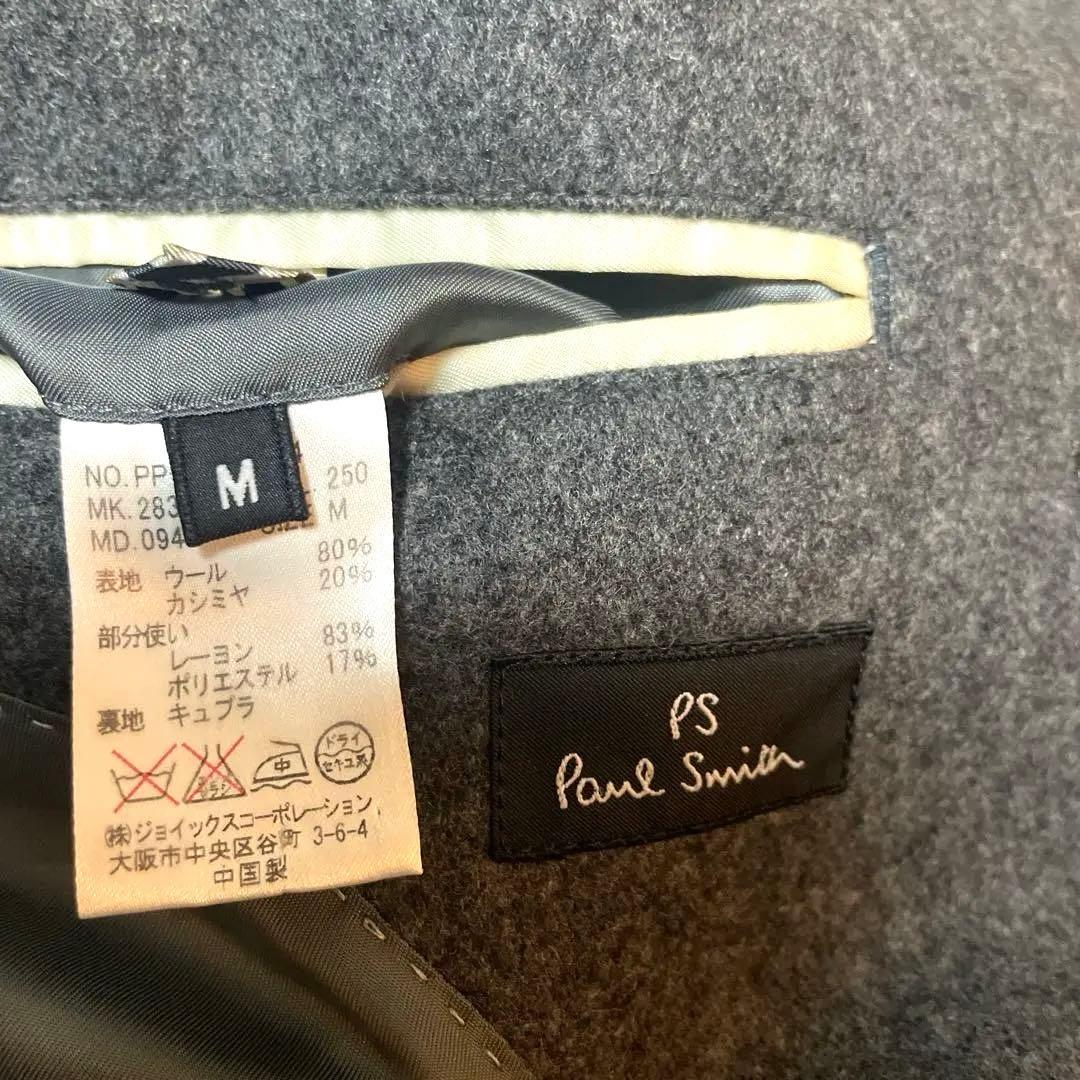 M
NO.PP 250
MK.283 M
MD.094
表地 ウール 80%
カシミヤ 20%
部分使い
レーヨン 83%
ポリエステル 17%
裏地 キュプラ
中
ドライ
セキユ系
㈱ジョイックスコーポレーション
大阪市中央区谷町 3-6-4
中国製
PS
Paul Smith